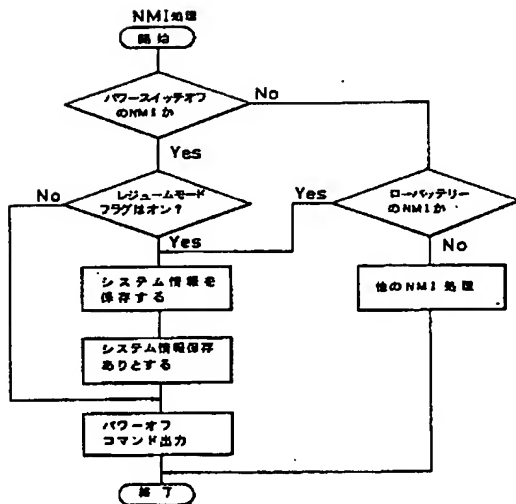 NMI処理
開始
パワースイッチオフ
のNMIか
No
Yes
No
レジュームモード
フラグはオン？
Yes
ローバッテリー
のNMIか
Yes
No
システム情報を
保存する
他のNMI処理
システム情報保存
ありとする
パワーオフ
コマンド出力
終了